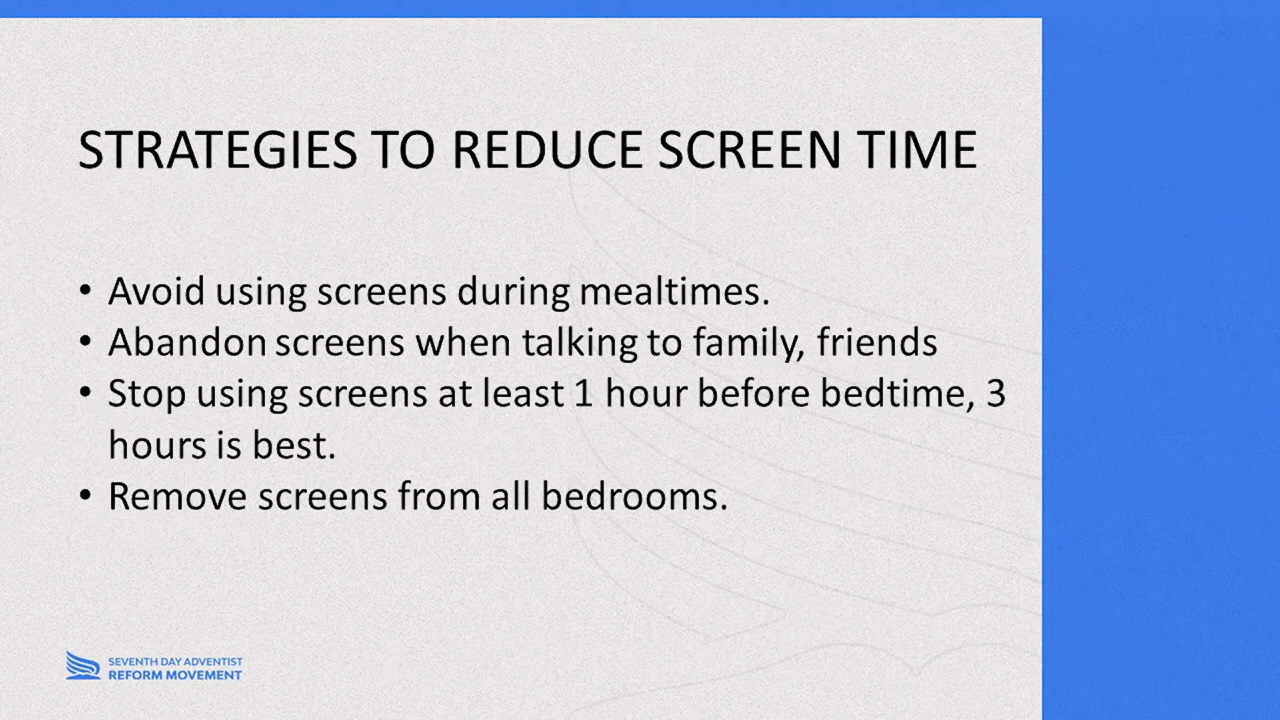 STRATEGIES TO REDUCE SCREEN TIME
• Avoid using screens during mealtimes.
• Abandon screens when talking to family, friends
• Stop using screens at least 1 hour before bedtime, 3
hours is best.
• Remove screens from all bedrooms.
SEVENTH DAY ADVENTIST
REFORM MOVEMENT